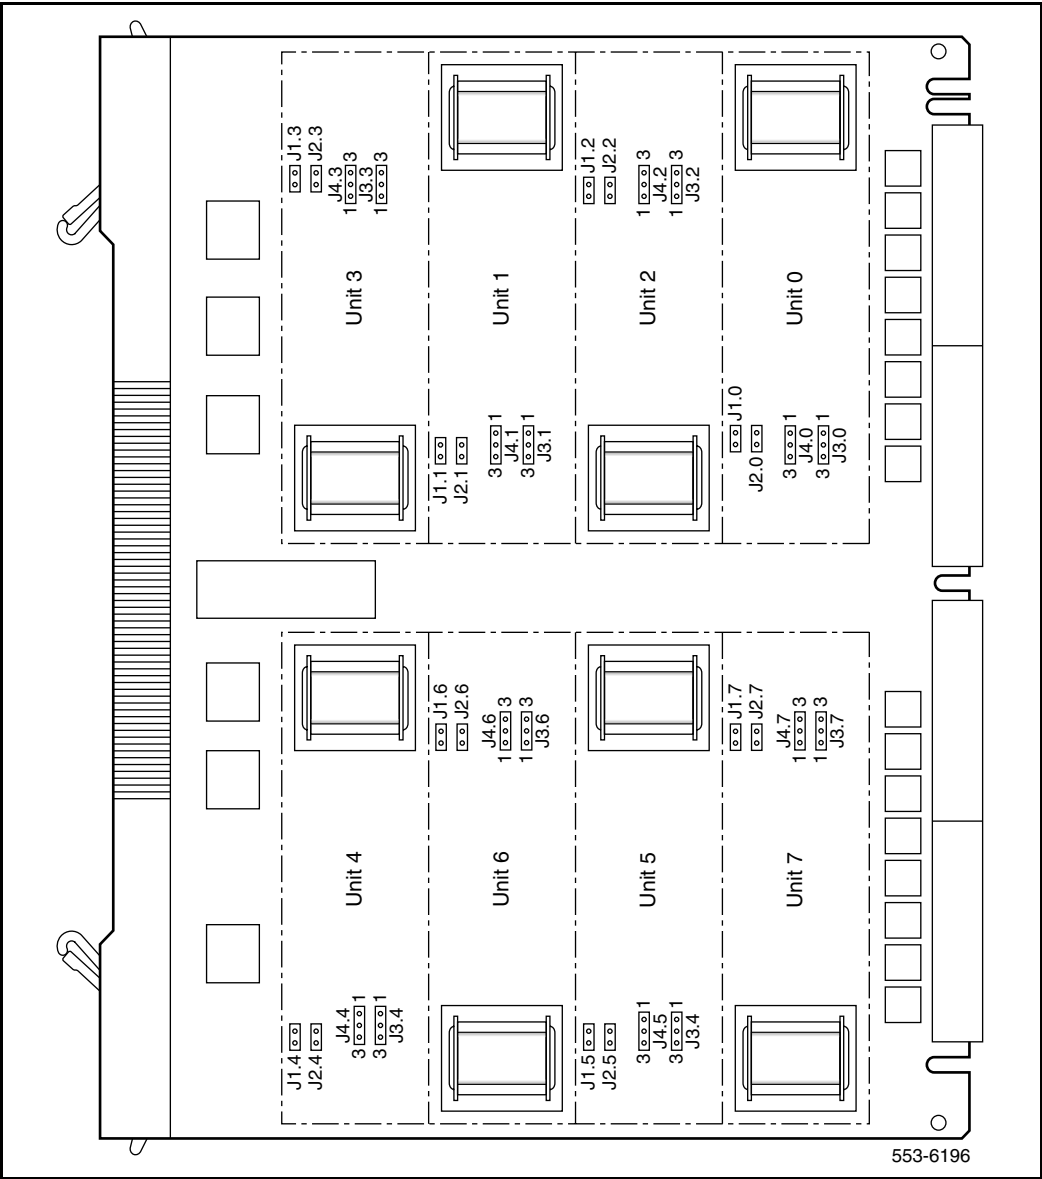 J1.3
J2.3
J4.3
1 3
J3.3
1 3
Unit 3
Unit 1
J1.1
J2.1
3 1
J4.1
3 1
J3.1
J1.2
J2.2
1 3
J4.2
1 3
J3.2
Unit 2
Unit 0
J1.0
J2.0
3 1
J4.0
3 1
J3.0
Unit 4
J1.4
J2.4
J4.4
3 1
3 1
J3.4
J1.6
J2.6
J4.6
1 3
1 3
J3.6
Unit 6
Unit 5
J1.5
J2.5
3 1
J4.5
3 1
J3.4
J1.7
J2.7
J4.7
1 3
1 3
J3.7
Unit 7
553-6196